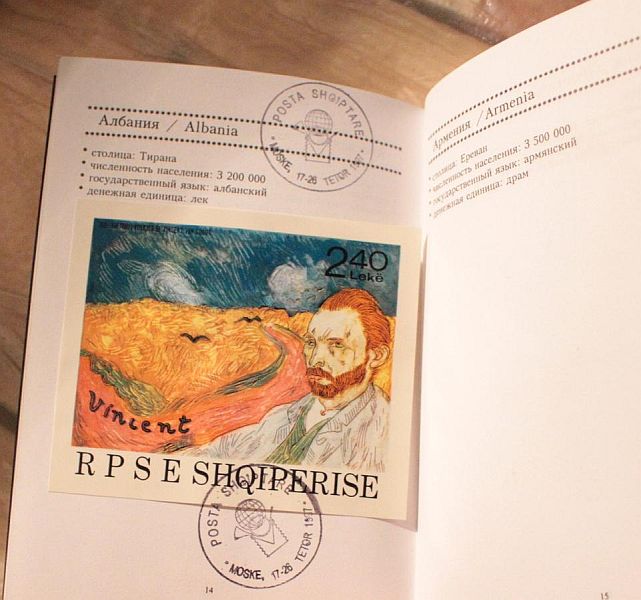 Албания / Albania
POSTA SHQIPTARE
MOSKE, 17-26 TETOR 1997
• столица: Тирана
• численность населения: 3 200 000
• государственный язык: албанский
• денежная единица: лек
2 40
Lekë
Vincent
R P S E SHQIPERISE
POSTA SHQIPTARE
MOSKE, 17-26 TETOR 1997
14
Армения / Armenia
• столица: Ереван
• численность населения: 3 500 000
• государственный язык: армянский
• денежная единица: драм
15